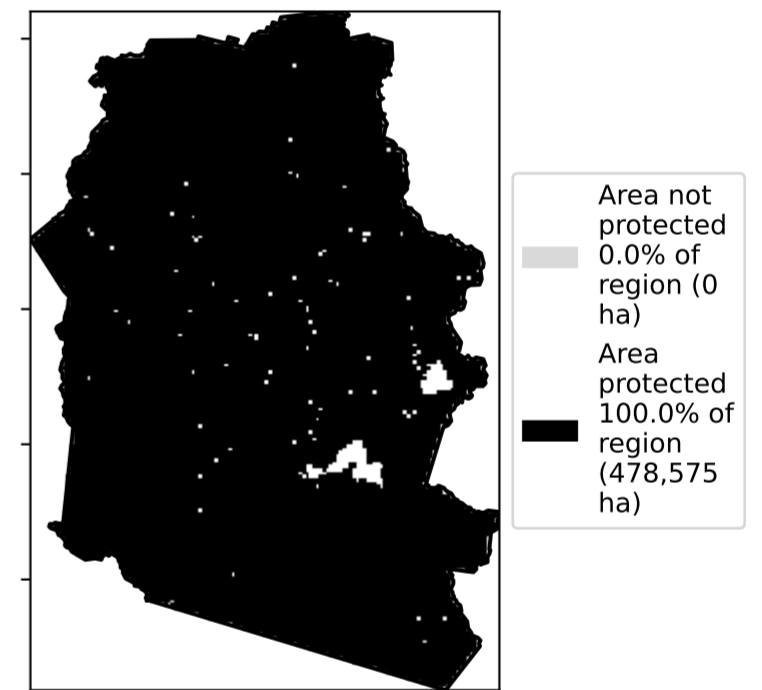 Area not
protected
0.0% of
region (0
ha)
Area
protected
100.0% of
region
(478,575
ha)